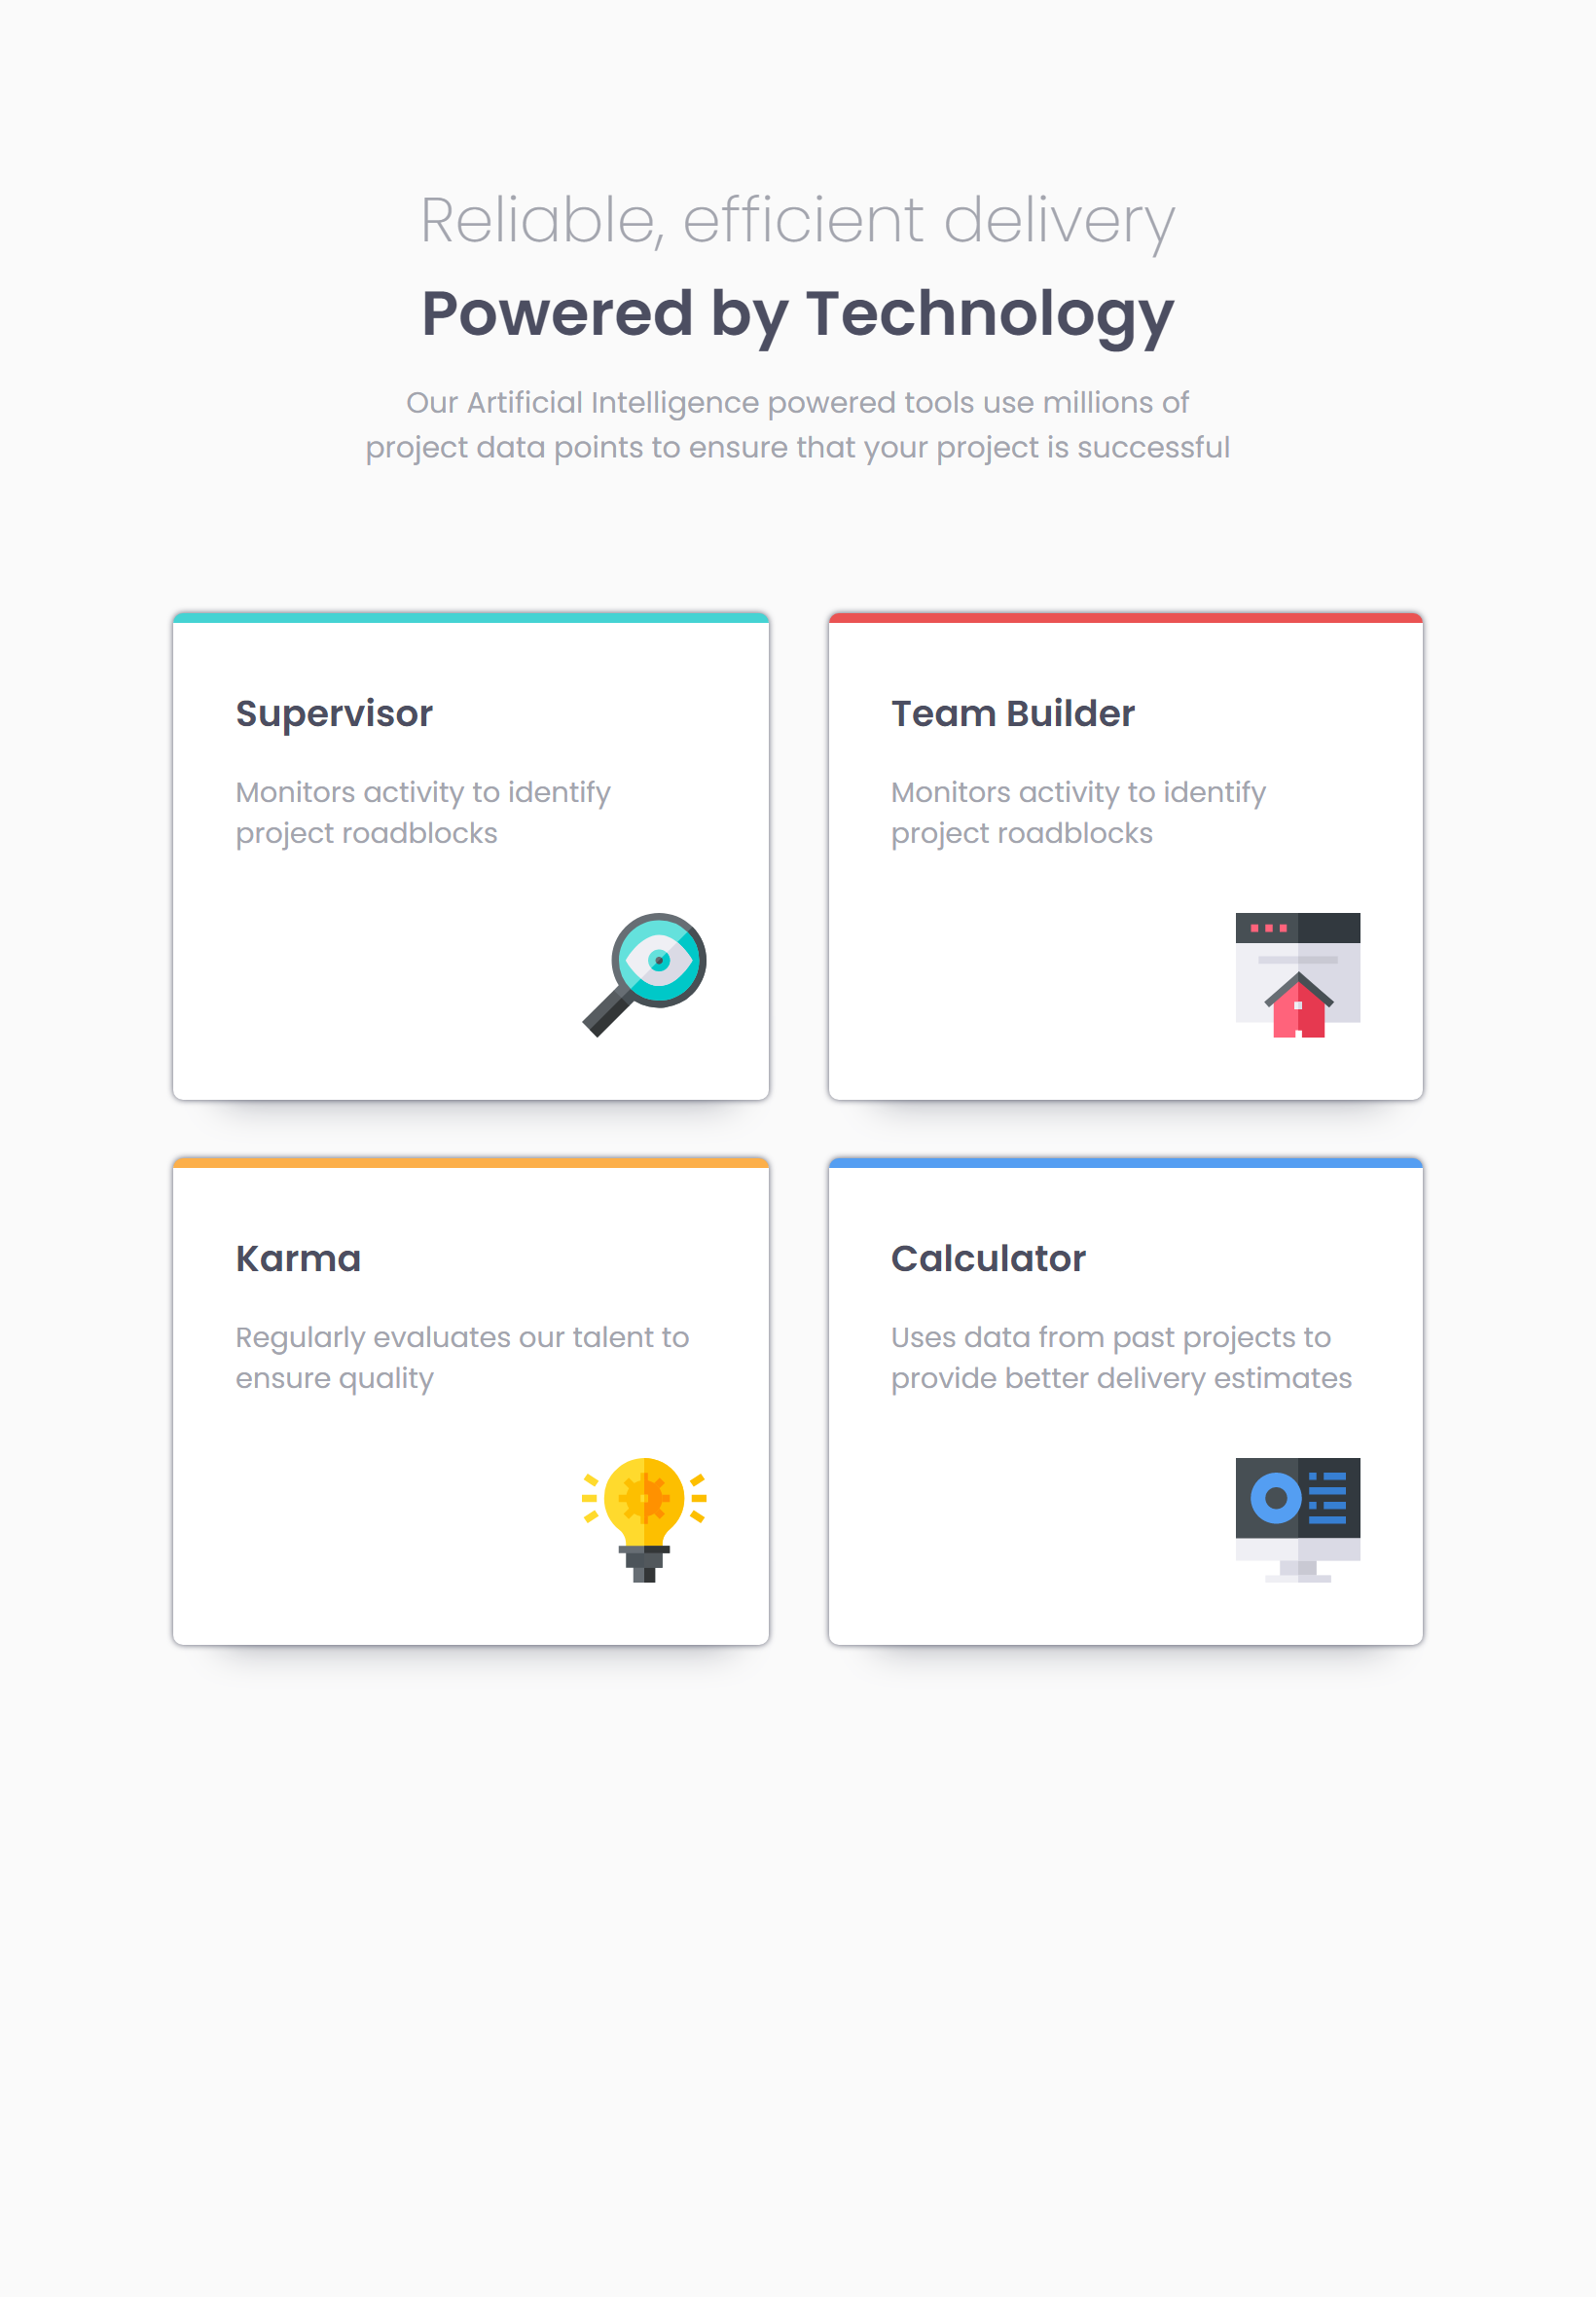 Reliable, efficient delivery
Powered by Technology
Our Artificial Intelligence powered tools use millions of
project data points to ensure that your project is successful
Supervisor
Monitors activity to identify
project roadblocks
Team Builder
Monitors activity to identify
project roadblocks
Karma
Regularly evaluates our talent to
ensure quality
Calculator
Uses data from past projects to
provide better delivery estimates